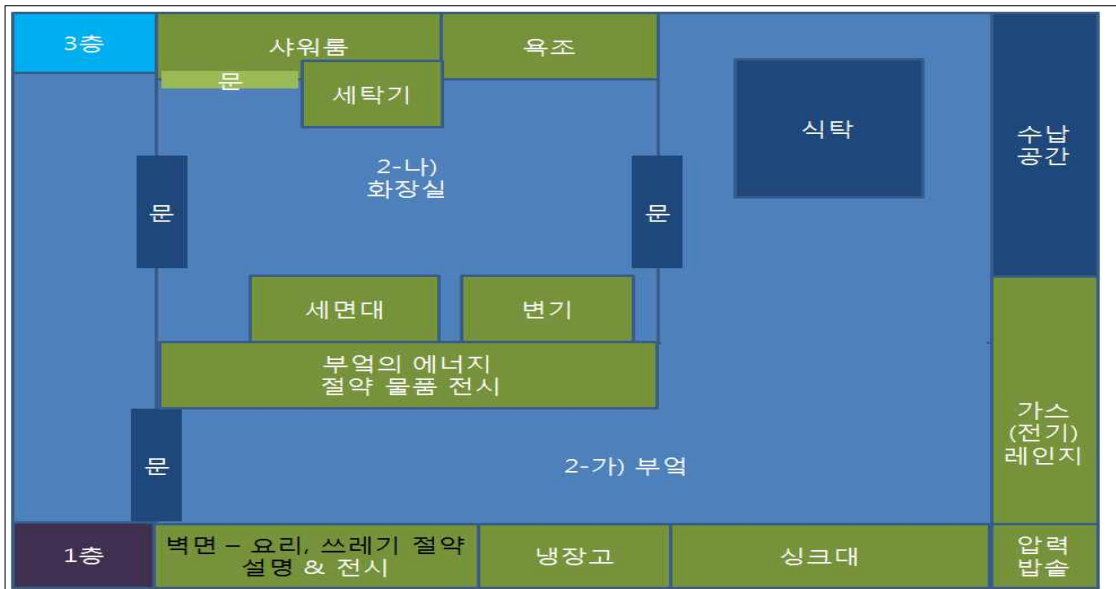 3층
샤워룸
욕조
문
세탁기
식탁
수납
공간
2-나)
화장실
문
문
세면대
변기
부엌의 에너지
절약 물품 전시
가스
(전기)
레인지
문
2-가) 부엌
1층
벽면 – 요리, 쓰레기 절약
설명 & 전시
냉장고
싱크대
압력
밥솥